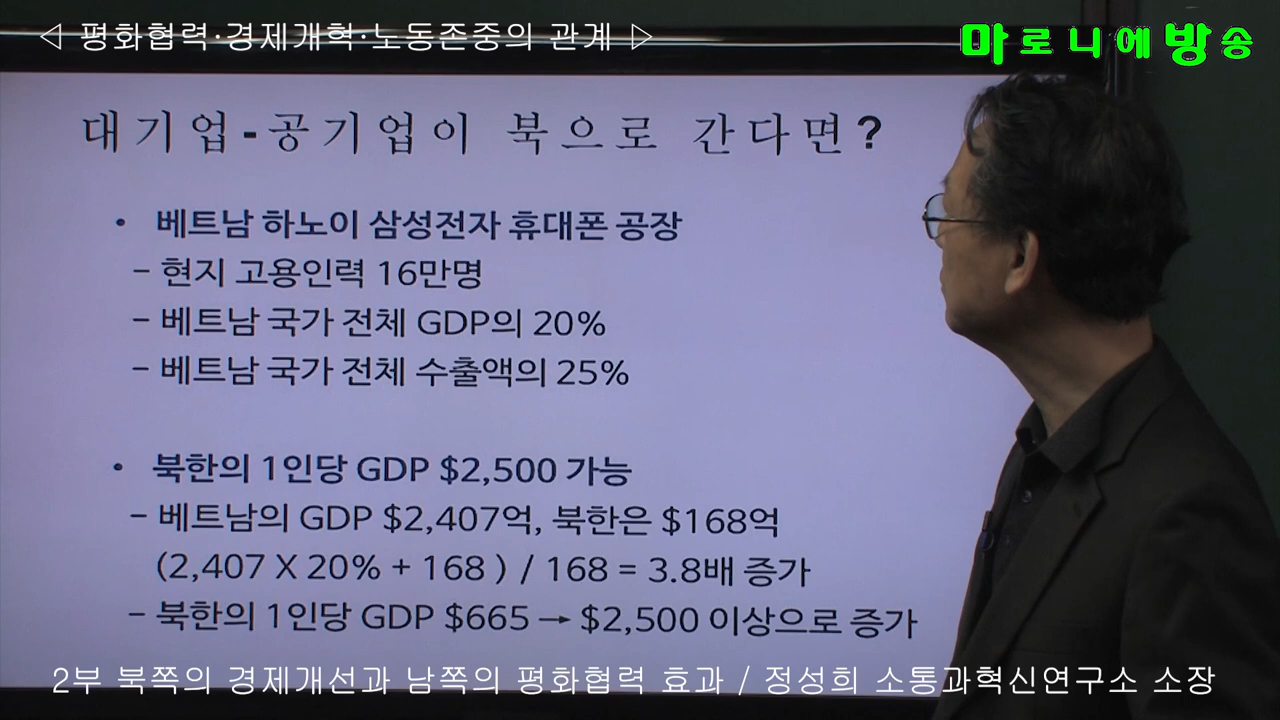 ◁ 평화협력·경제개혁·노동존중의 관계 ▷
마로니에방송
대기업-공기업이 북으로 간다면?
• 베트남 하노이 삼성전자 휴대폰 공장
– 현지 고용인력 16만명
– 베트남 국가 전체 GDP의 20%
– 베트남 국가 전체 수출액의 25%
• 북한의 1인당 GDP $2,500 가능
– 베트남의 GDP $2,407억, 북한은 $168억
(2,407 X 20% + 168 ) / 168 = 3.8배 증가
– 북한의 1인당 GDP $665 → $2,500 이상으로 증가
2부 북쪽의 경제개선과 남쪽의 평화협력 효과 / 정성희 소통과혁신연구소 소장